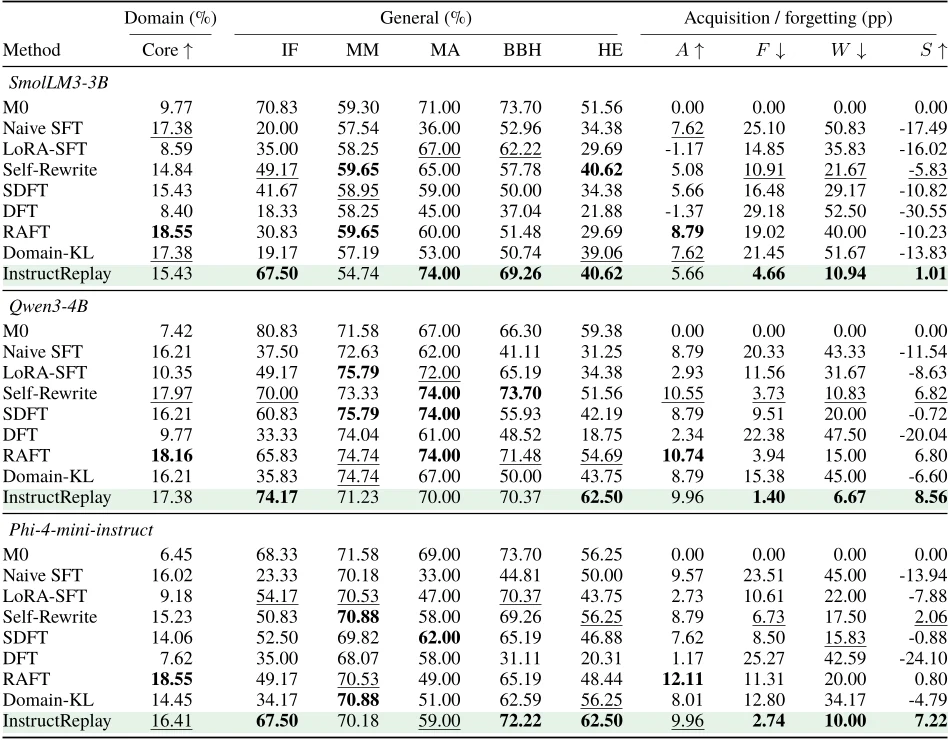 Domain (%) General (%) Acquisition / forgetting (pp)
Method Core ↑ IF MM MA BBH HE A ↑ F ↓ W ↓ S ↑
SmolLM3-3B
M0 9.77 70.83 59.30 71.00 73.70 51.56 0.00 0.00 0.00 0.00
Naive SFT 17.38 20.00 57.54 36.00 52.96 34.38 7.62 25.10 50.83 -17.49
LoRA-SFT 8.59 35.00 58.25 67.00 62.22 29.69 -1.17 14.85 35.83 -16.02
Self-Rewrite 14.84 49.17 59.65 65.00 57.78 40.62 5.08 10.91 21.67 -5.83
SDFT 15.43 41.67 58.95 59.00 50.00 34.38 5.66 16.48 29.17 -10.82
DFT 8.40 18.33 58.25 45.00 37.04 21.88 -1.37 29.18 52.50 -30.55
RAFT 18.55 30.83 59.65 60.00 51.48 29.69 8.79 19.02 40.00 -10.23
Domain-KL 17.38 19.17 57.19 53.00 50.74 39.06 7.62 21.45 51.67 -13.83
InstructReplay 15.43 67.50 54.74 74.00 69.26 40.62 5.66 4.66 10.94 1.01
Qwen3-4B
M0 7.42 80.83 71.58 67.00 66.30 59.38 0.00 0.00 0.00 0.00
Naive SFT 16.21 37.50 72.63 62.00 41.11 31.25 8.79 20.33 43.33 -11.54
LoRA-SFT 10.35 49.17 75.79 72.00 65.19 34.38 2.93 11.56 31.67 -8.63
Self-Rewrite 17.97 70.00 73.33 74.00 73.70 51.56 10.55 3.73 10.83 6.82
SDFT 16.21 60.83 75.79 74.00 55.93 42.19 8.79 9.51 20.00 -0.72
DFT 9.77 33.33 74.04 61.00 48.52 18.75 2.34 22.38 47.50 -20.04
RAFT 18.16 65.83 74.74 74.00 71.48 54.69 10.74 3.94 15.00 6.80
Domain-KL 16.21 35.83 74.74 67.00 50.00 43.75 8.79 15.38 45.00 -6.60
InstructReplay 17.38 74.17 71.23 70.00 70.37 62.50 9.96 1.40 6.67 8.56
Phi-4-mini-instruct
M0 6.45 68.33 71.58 69.00 73.70 56.25 0.00 0.00 0.00 0.00
Naive SFT 16.02 23.33 70.18 33.00 44.81 50.00 9.57 23.51 45.00 -13.94
LoRA-SFT 9.18 54.17 70.53 47.00 70.37 43.75 2.73 10.61 22.00 -7.88
Self-Rewrite 15.23 50.83 70.88 58.00 69.26 56.25 8.79 6.73 17.50 2.06
SDFT 14.06 52.50 69.82 62.00 65.19 46.88 7.62 8.50 15.83 -0.88
DFT 7.62 35.00 68.07 58.00 31.11 20.31 1.17 25.27 42.59 -24.10
RAFT 18.55 49.17 70.53 49.00 65.19 48.44 12.11 11.31 20.00 0.80
Domain-KL 14.45 34.17 70.88 51.00 62.59 56.25 8.01 12.80 34.17 -4.79
InstructReplay 16.41 67.50 70.18 59.00 72.22 62.50 9.96 2.74 10.00 7.22